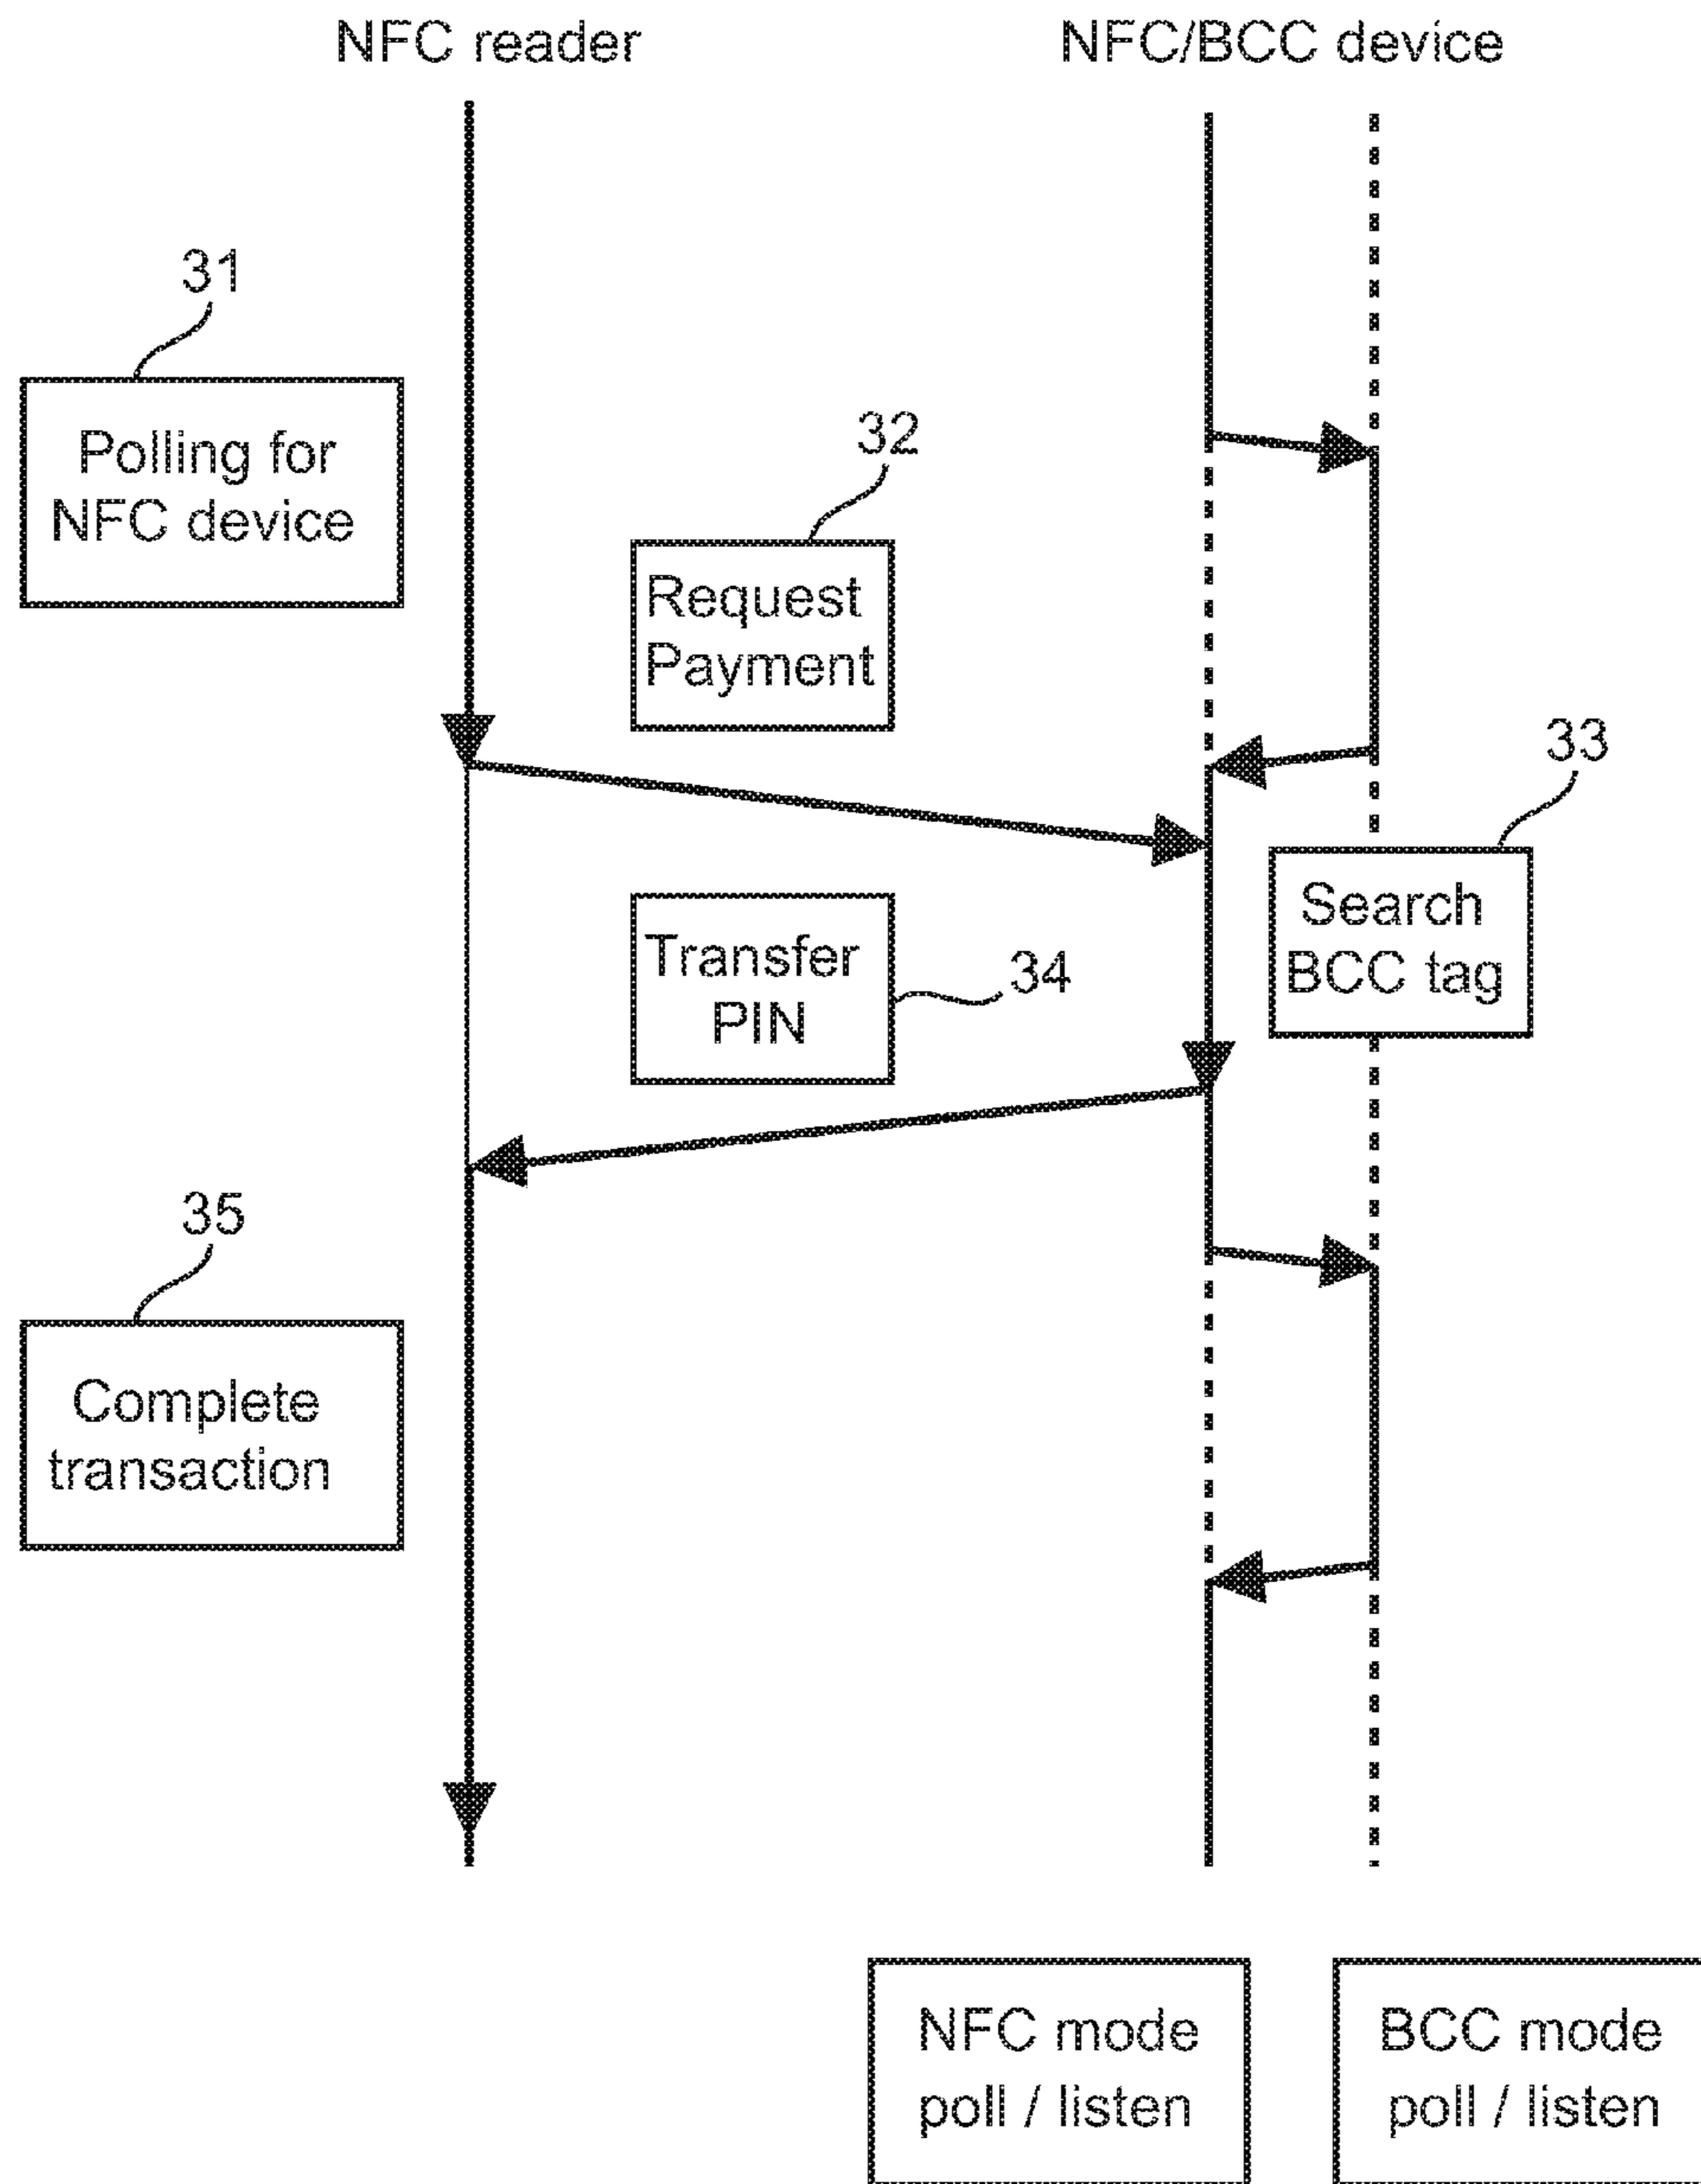 NFC reader
NFC/BCC device
31
Polling for
NFC device
32
Request
Payment
33
Search
BCC tag
Transfer
PIN
34
35
Complete
transaction
NFC mode
poll / listen
BCC mode
poll / listen